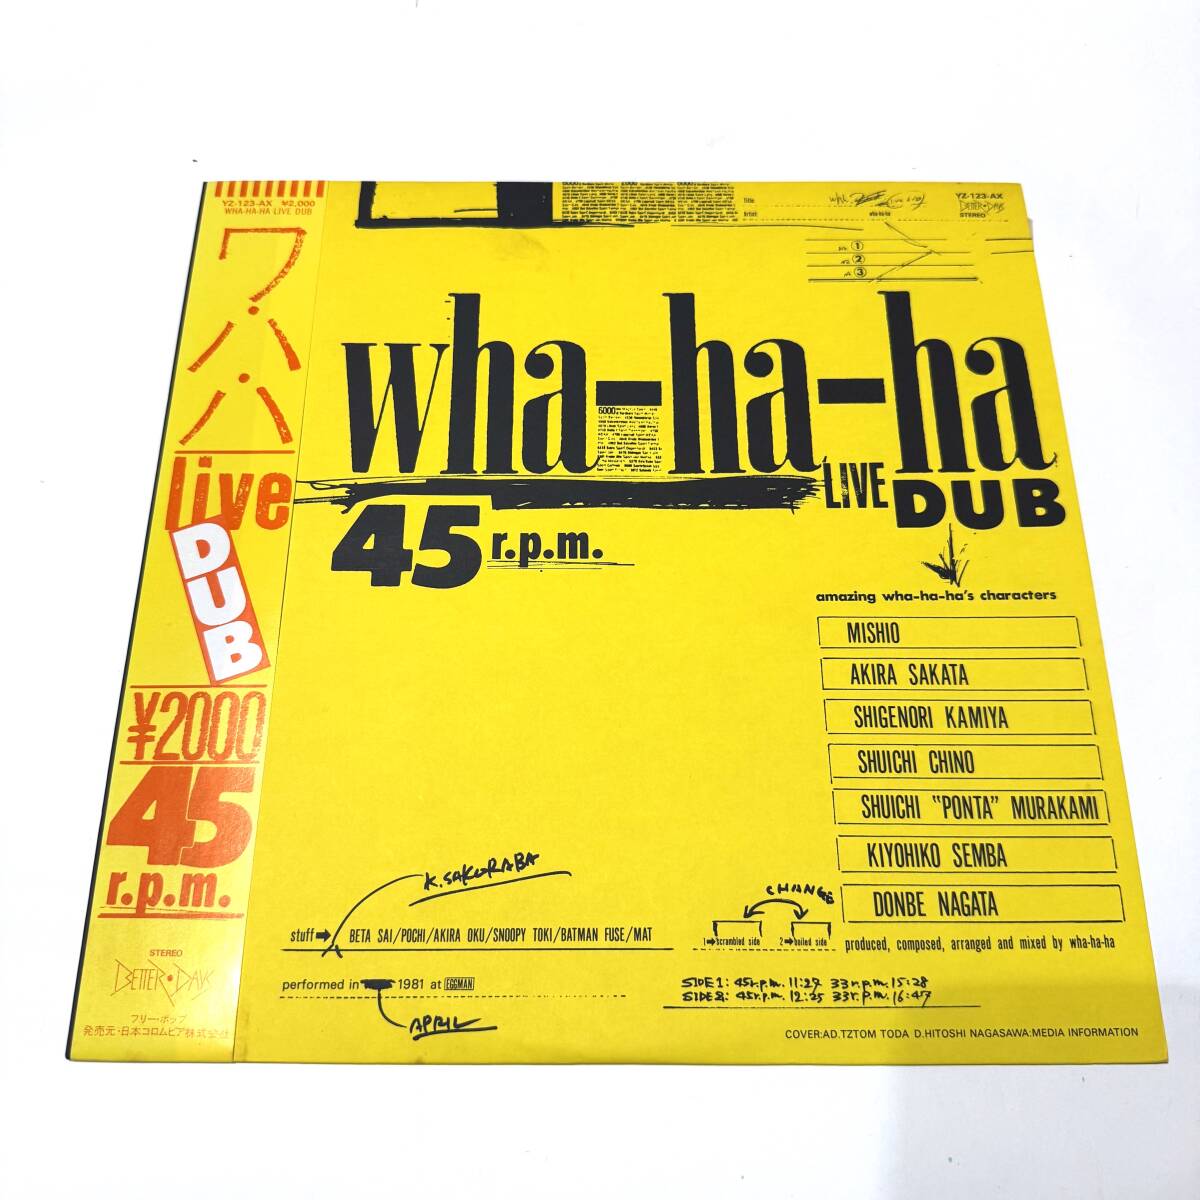 YZ-123-AX ¥2,000
WHA-HA-HA LIVE DUB
ワ・ハ・ハ
live
DUB
¥2000
45
r.p.m.
STEREO
BETTER・DAYS
フリー・ポップ
発売元・日本コロムビア株式会社
Title
Artist
wha-ha-ha
YZ-123-AX
BETTER・DAYS
STEREO
①
②
③
wha-ha-ha
LIVE DUB
45 r.p.m.
amazing wha-ha-ha's characters
MISHIO
AKIRA SAKATA
SHIGENORI KAMIYA
SHUICHI CHINO
SHUICHI "PONTA" MURAKAMI
KIYOHIKO SEMBA
DONBE NAGATA
K. SAKURABA
stuff→ BETA SAI/POCHI/AKIRA OKU/SNOOPY TOKI/BATMAN FUSE/MAT
performed in 1981 at EGGMAN
APRIL
CHANGE
1→scrambled side 2→boiled side
produced, composed, arranged and mixed by wha-ha-ha
SIDE 1: 45r.p.m. 11:27 33r.p.m. 15:28
SIDE 2: 45r.p.m. 12:25 33r.p.m. 16:47
COVER:AD.TZTOM TODA D.HITOSHI NAGASAWA:MEDIA INFORMATION